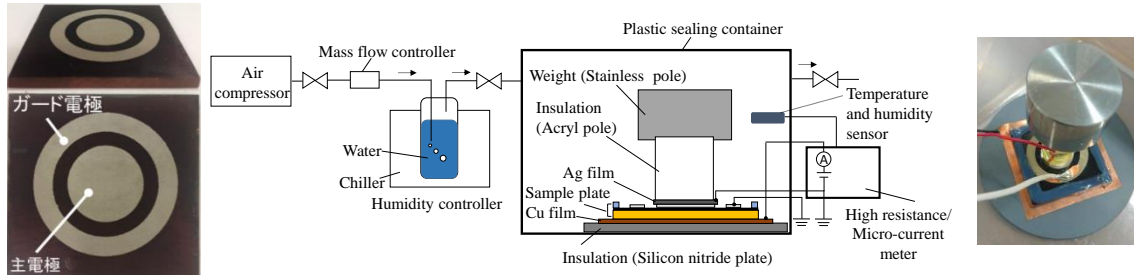 ガード電極
主電極
Air
compressor
Mass flow controller
Water
Chiller
Humidity controller
Plastic sealing container
Weight (Stainless pole)
Insulation
(Acryl pole)
Ag film
Sample plate
Cu film
Insulation (Silicon nitride plate)
Temperature
and humidity
sensor
A
High resistance/
Micro-current
meter